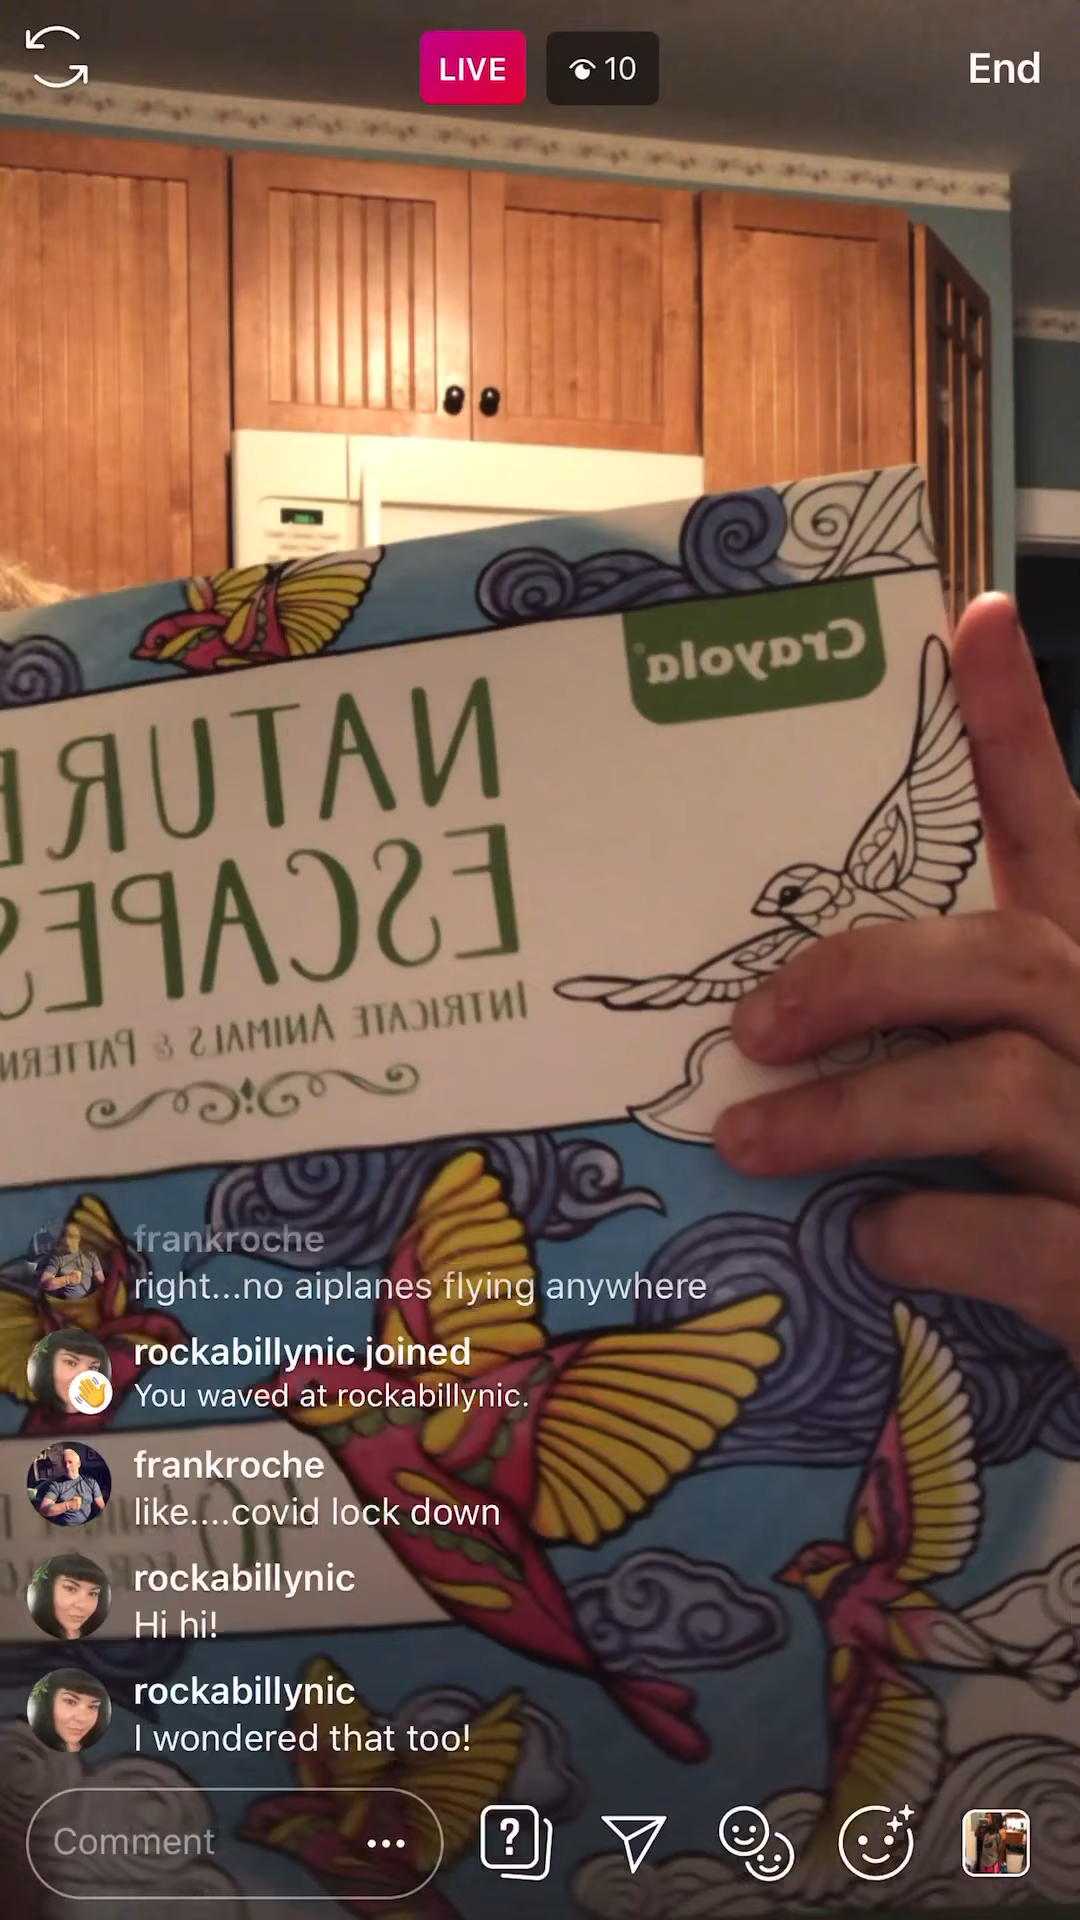 LIVE
10
End
Crayola
NATURE
ESCAPES
INTRICATE ANIMALS & PATTERN
frankroche
right...no aiplanes flying anywhere
rockabillynic joined
You waved at rockabillynic.
frankroche
like....covid lock down
rockabillynic
Hi hi!
rockabillynic
I wondered that too!
Comment